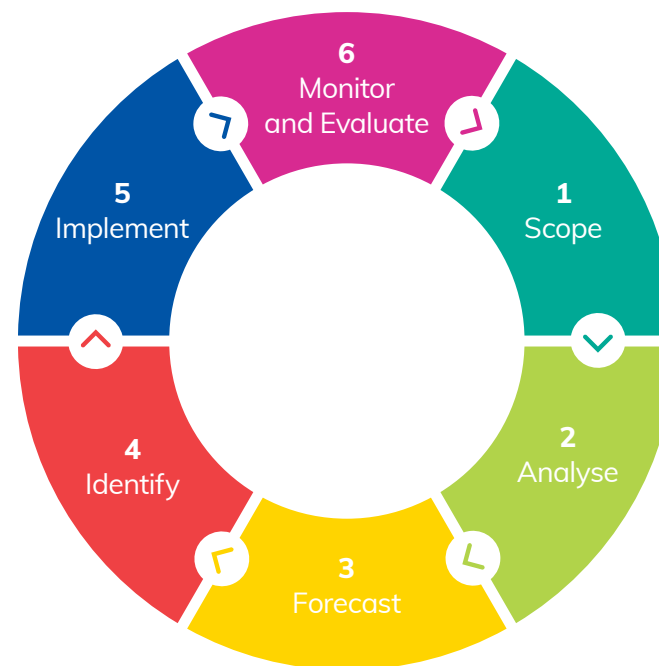 6
Monitor
and Evaluate
1
Scope
2
Analyse
3
Forecast
4
Identify
5
Implement